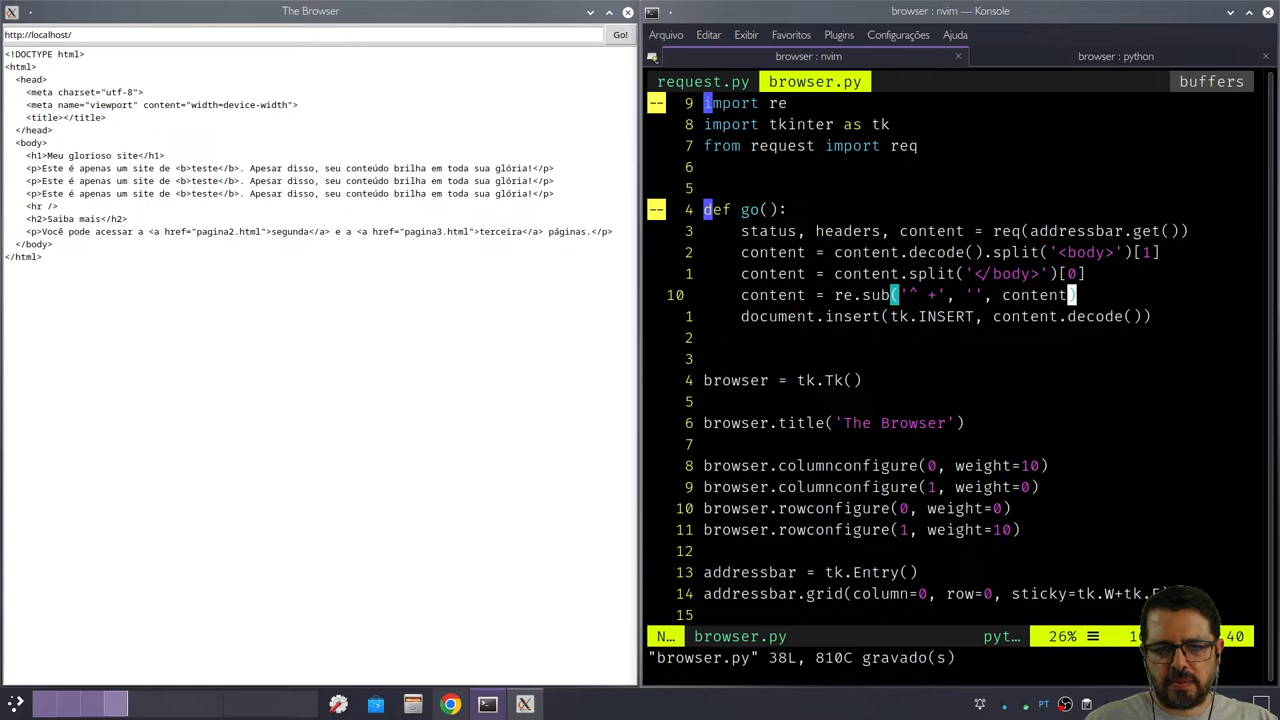 The Browser
http://localhost/
Go!
<!DOCTYPE html>
<html>
<head>
<meta charset="utf-8">
<meta name="viewport" content="width=device-width">
<title></title>
</head>
<body>
<h1>Meu glorioso site</h1>
<p>Este é apenas um site de <b>teste</b>. Apesar disso, seu conteúdo brilha em toda sua glória!</p>
<p>Este é apenas um site de <b>teste</b>. Apesar disso, seu conteúdo brilha em toda sua glória!</p>
<p>Este é apenas um site de <b>teste</b>. Apesar disso, seu conteúdo brilha em toda sua glória!</p>
<hr />
<h2>Saiba mais</h2>
<p>Você pode acessar a <a href="pagina2.html">segunda</a> e a <a href="pagina3.html">terceira</a> páginas.</p>
</body>
</html>
browser : nvim — Konsole
Arquivo Editar Exibir Favoritos Plugins Configurações Ajuda
browser : nvim
browser : python
request.py browser.py buffers
-- 9 import re
8 import tkinter as tk
7 from request import req
6
5
-- 4 def go():
3 status, headers, content = req(addressbar.get())
2 content = content.decode().split('<body>')[1]
1 content = content.split('</body>')[0]
10 content = re.sub('^ +', '', content)
1 document.insert(tk.INSERT, content.decode())
2
3
4 browser = tk.Tk()
5
6 browser.title('The Browser')
7
8 browser.columnconfigure(0, weight=10)
9 browser.columnconfigure(1, weight=0)
10 browser.rowconfigure(0, weight=0)
11 browser.rowconfigure(1, weight=10)
12
13 addressbar = tk.Entry()
14 addressbar.grid(column=0, row=0, sticky=tk.W+tk.
15
N… browser.py pyt… 26% 40
"browser.py" 38L, 810C gravado(s)
PT